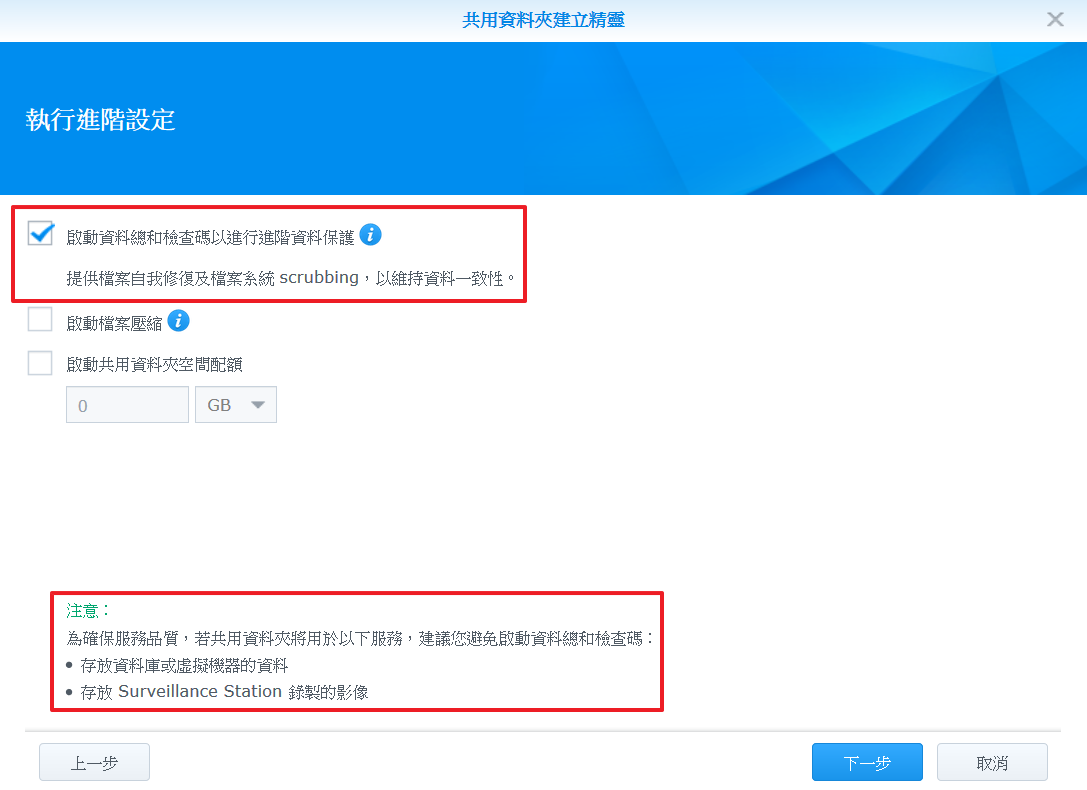 共用資料夾建立精靈
執行進階設定
啟動資料總和檢查碼以進行進階資料保護
提供檔案自我修復及檔案系統 scrubbing，以維持資料一致性。
啟動檔案壓縮
啟動共用資料夾空間配額
0 GB
注意：
為確保服務品質，若共用資料夾將用於以下服務，建議您避免啟動資料總和檢查碼：
• 存放資料庫或虛擬機器的資料
• 存放 Surveillance Station 錄製的影像
上一步 下一步 取消